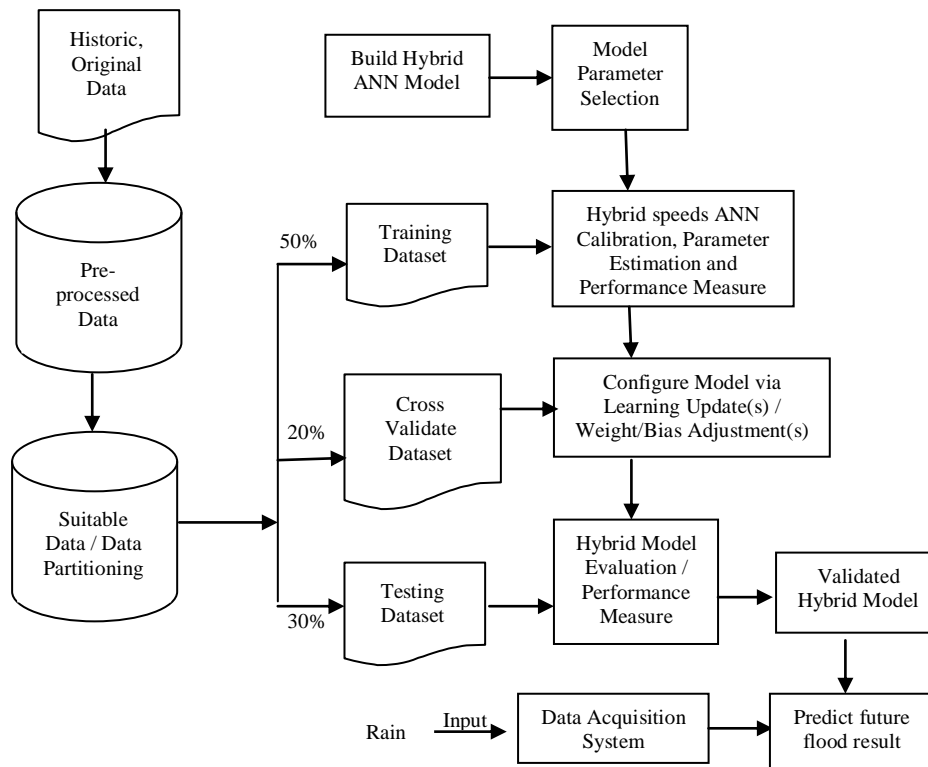 Historic,
Original
Data
Build Hybrid
ANN Model
Model
Parameter
Selection
Pre-
processed
Data
50%
Training
Dataset
Hybrid speeds ANN
Calibration, Parameter
Estimation and
Performance Measure
20%
Cross
Validate
Dataset
Configure Model via
Learning Update(s) /
Weight/Bias Adjustment(s)
Suitable
Data / Data
Partitioning
30%
Testing
Dataset
Hybrid Model
Evaluation /
Performance
Measure
Validated
Hybrid Model
Rain
Input
Data Acquisition
System
Predict future
flood result